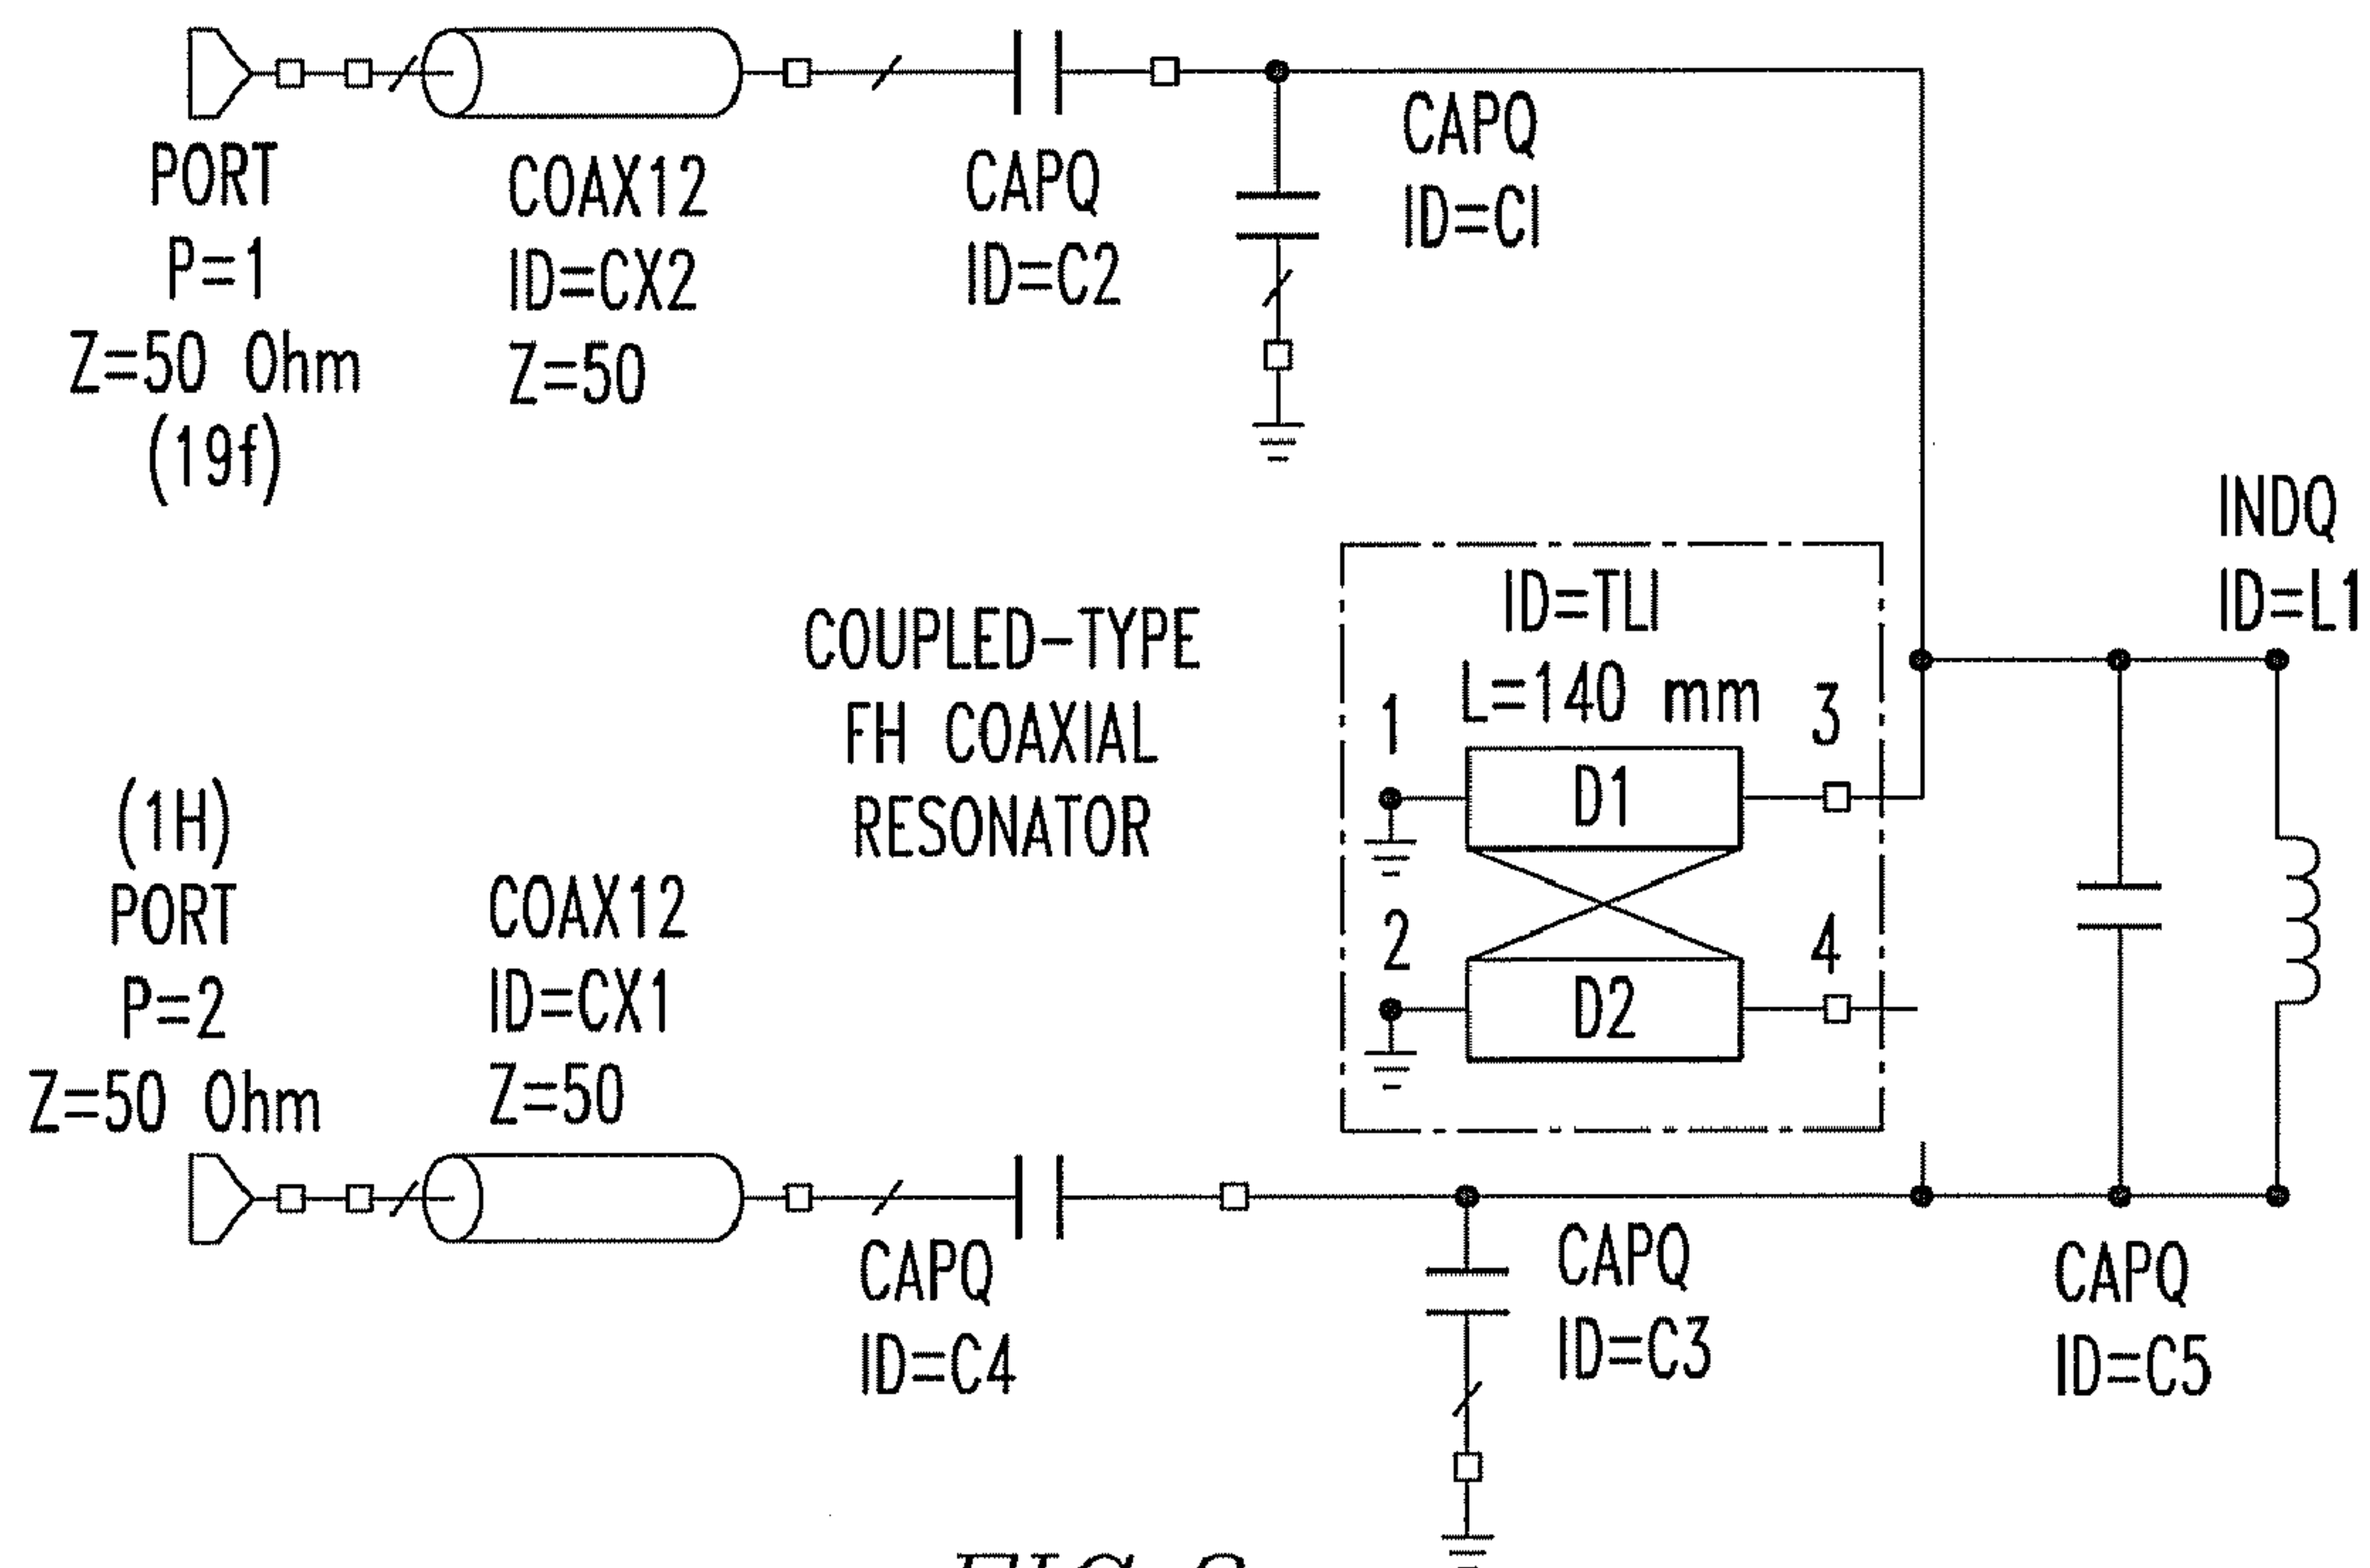 PORT
P=1
Z=50 Ohm
(19f)
COAX12
ID=CX2
Z=50
CAPQ
ID=C2
CAPQ
ID=CI
INDQ
ID=L1
COUPLED-TYPE
FH COAXIAL
RESONATOR
ID=TLI
L=140 mm
1
3
D1
2
4
D2
(1H)
PORT
P=2
Z=50 Ohm
COAX12
ID=CX1
Z=50
CAPQ
ID=C4
CAPQ
ID=C3
CAPQ
ID=C5